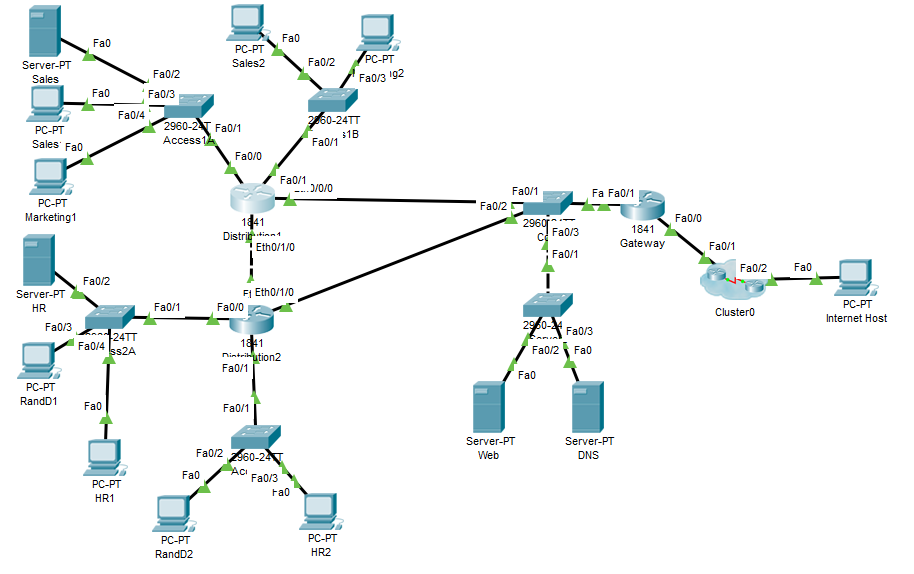 PC-PT
Sales2
Fa0
Fa0/2
PC-PT
Fa0/3
Server-PT
Sales
Fa0
Fa0/2
PC-PT
Sales
Fa0
Fa0/3
Fa0/4
2960-24T
Access1
Fa0/1
PC-PT
Marketing1
Fa0
Fa0/0
2960-24TT
Fa0/1
Fa0/1
1841
Eth0/1/0
Fa0/1
Fa0/2
Fa0/3
Fa0/1
Fa0/1
1841
Gateway
Fa0/0
Fa0/1
Fa0/2
Cluster0
Fa0
PC-PT
Internet Host
Server-PT
HR
Fa0/2
Fa0/3
Fa0/4
Fa0/1
Fa0/0
Eth0/1/0
1841
Distribution2
Fa0/1
PC-PT
RandD1
Fa0
PC-PT
HR1
Fa0/1
2960-24TT
Fa0/2
Fa0/3
Fa0
Fa0
PC-PT
RandD2
PC-PT
HR2
Fa0/3
Fa0/2
Fa0
Fa0
Server-PT
Web
Server-PT
DNS